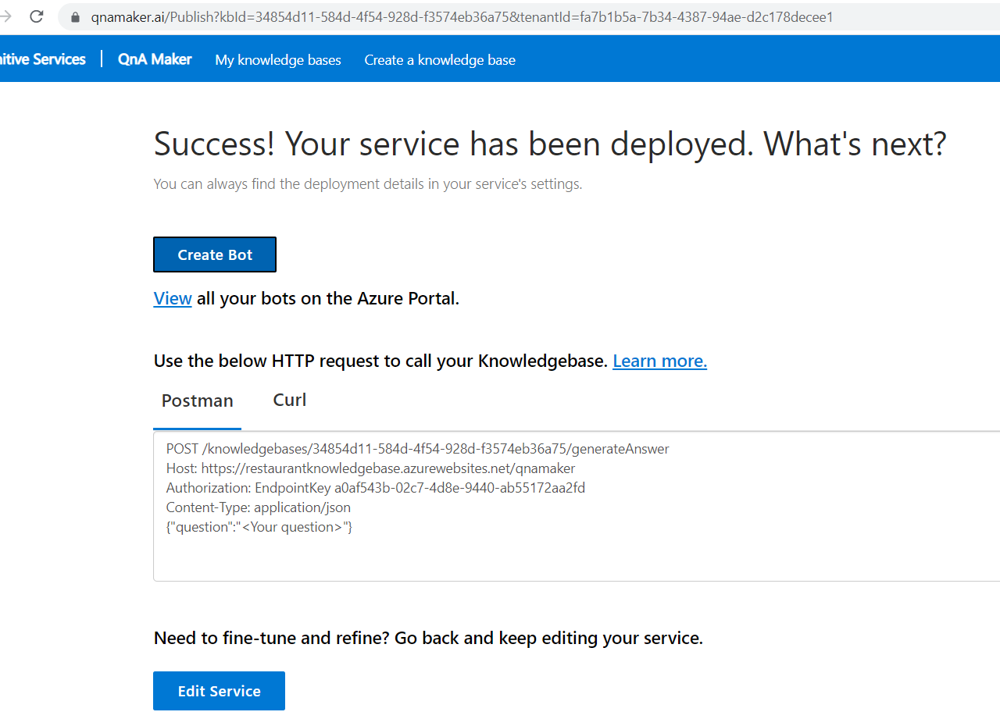 qnamaker.ai/Publish?kbId=34854d11-584d-4f54-928d-f3574eb36a75&tenantId=fa7b1b5a-7b34-4387-94ae-d2c178decee1
nitive Services | QnA Maker My knowledge bases Create a knowledge base
Success! Your service has been deployed. What's next?
You can always find the deployment details in your service's settings.
Create Bot
View all your bots on the Azure Portal.
Use the below HTTP request to call your Knowledgebase. Learn more.
Postman Curl
POST /knowledgebases/34854d11-584d-4f54-928d-f3574eb36a75/generateAnswer
Host: https://restaurantknowledgebase.azurewebsites.net/qnamaker
Authorization: EndpointKey a0af543b-02c7-4d8e-9440-ab55172aa2fd
Content-Type: application/json
{"question":"<Your question>"}
Need to fine-tune and refine? Go back and keep editing your service.
Edit Service